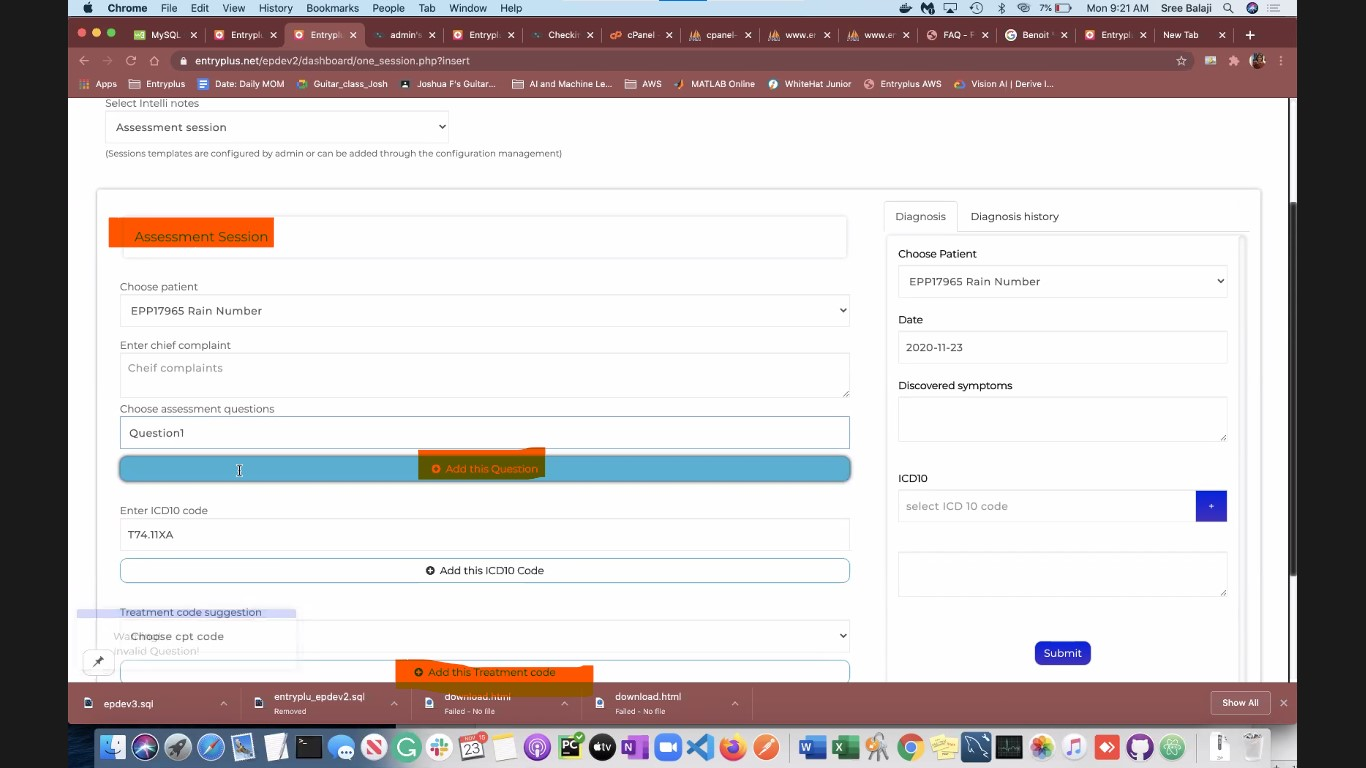 Chrome File Edit View History Bookmarks People Tab Window Help 7% Mon 9:21 AM Sree Balaji
MySQL Entrypl Entrypl admin's Entrypl Checkin cPanel cpanel- www.er www.er FAQ - F Benoit Entrypl New Tab
entryplus.net/epdev2/dashboard/one_session.php?insert
Apps Entryplus Date: Daily MOM Guitar_class_Josh Joshua F's Guitar... AI and Machine Le... AWS MATLAB Online WhiteHat Junior Entryplus AWS Vision AI | Derive I...
Select Intelli notes
Assessment session
(Sessions templates are configured by admin or can be added through the configuration management)
Assessment Session
Choose patient
EPP17965 Rain Number
Enter chief complaint
Cheif complaints
Choose assessment questions
Question1
Add this Question
Enter ICD10 code
T74.11XA
Add this ICD10 Code
Treatment code suggestion
Choose cpt code
Invalid Question!
Add this Treatment code
Diagnosis Diagnosis history
Choose Patient
EPP17965 Rain Number
Date
2020-11-23
Discovered symptoms
ICD10
select ICD 10 code +
Submit
epdev3.sql
entryplu_epdev2.sql
Removed
download.html
Failed - No file
download.html
Failed - No file
Show All
NOV
23